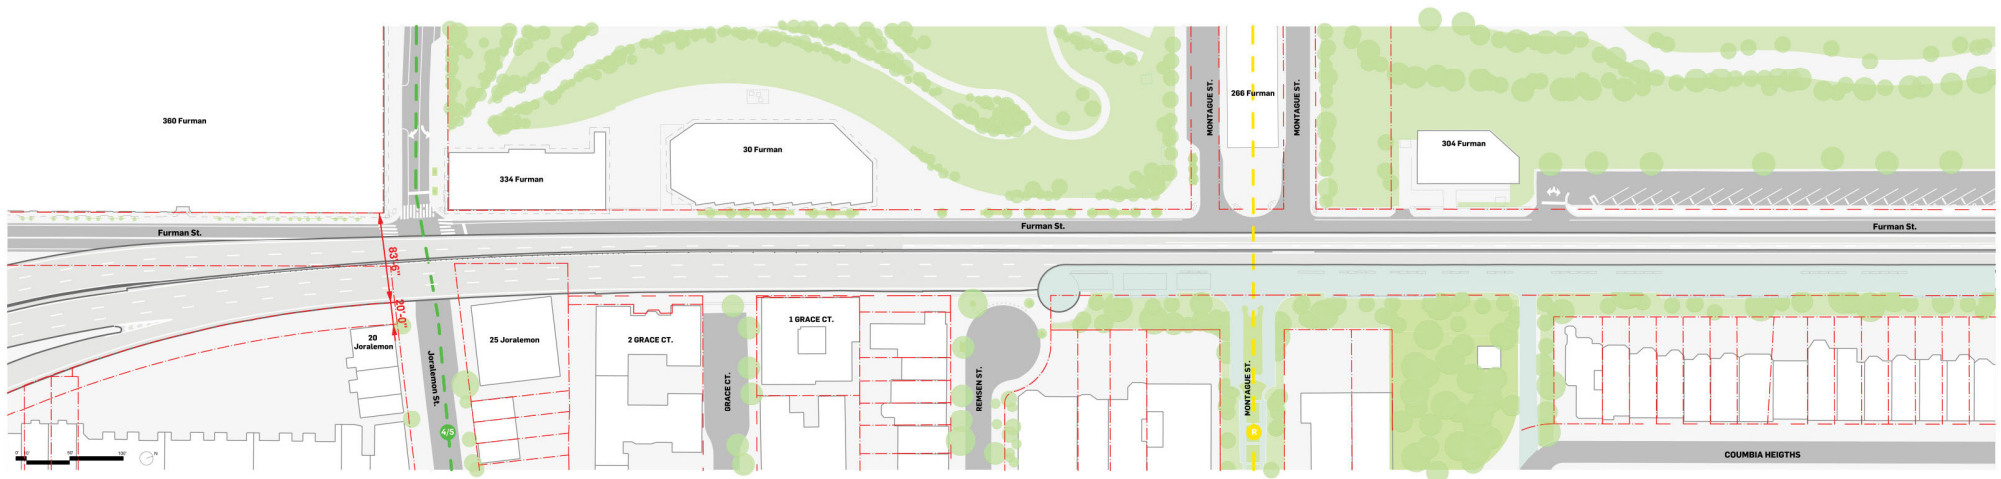 360 Furman
334 Furman
30 Furman
MONTAGUE ST.
266 Furman
MONTAGUE ST.
304 Furman
Furman St.
Furman St.
Furman St.
83'-6"
20'-0"
20
Joralemon
Joralemon St.
4/5
25 Joralemon
2 GRACE CT.
GRACE CT.
1 GRACE CT.
REMSEN ST.
MONTAGUE ST.
R
COUMBIA HEIGTHS
N